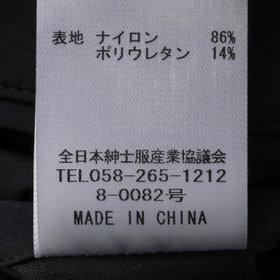 表地 ナイロン 86%
ポリウレタン 14%
全日本紳士服産業協議会
TEL058-265-1212
8-0082号
MADE IN CHINA